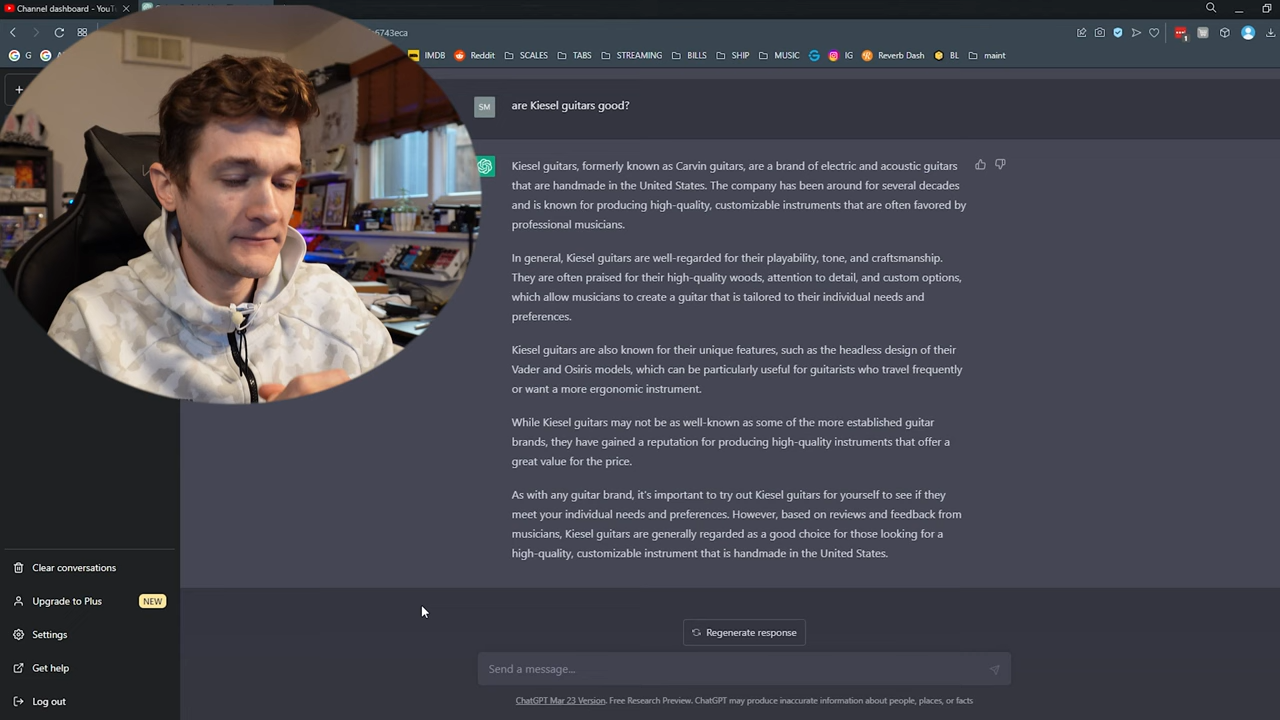 Channel dashboard - YouT
6743eca
G
IMDB
Reddit
SCALES
TABS
STREAMING
BILLS
SHIP
MUSIC
IG
Reverb Dash
BL
maint
SM
are Kiesel guitars good?
Kiesel guitars, formerly known as Carvin guitars, are a brand of electric and acoustic guitars
that are handmade in the United States. The company has been around for several decades
and is known for producing high-quality, customizable instruments that are often favored by
professional musicians.
In general, Kiesel guitars are well-regarded for their playability, tone, and craftsmanship.
They are often praised for their high-quality woods, attention to detail, and custom options,
which allow musicians to create a guitar that is tailored to their individual needs and
preferences.
Kiesel guitars are also known for their unique features, such as the headless design of their
Vader and Osiris models, which can be particularly useful for guitarists who travel frequently
or want a more ergonomic instrument.
While Kiesel guitars may not be as well-known as some of the more established guitar
brands, they have gained a reputation for producing high-quality instruments that offer a
great value for the price.
As with any guitar brand, it's important to try out Kiesel guitars for yourself to see if they
meet your individual needs and preferences. However, based on reviews and feedback from
musicians, Kiesel guitars are generally regarded as a good choice for those looking for a
high-quality, customizable instrument that is handmade in the United States.
Clear conversations
Upgrade to Plus
NEW
Settings
Get help
Log out
Regenerate response
Send a message...
ChatGPT Mar 23 Version. Free Research Preview. ChatGPT may produce inaccurate information about people, places, or facts